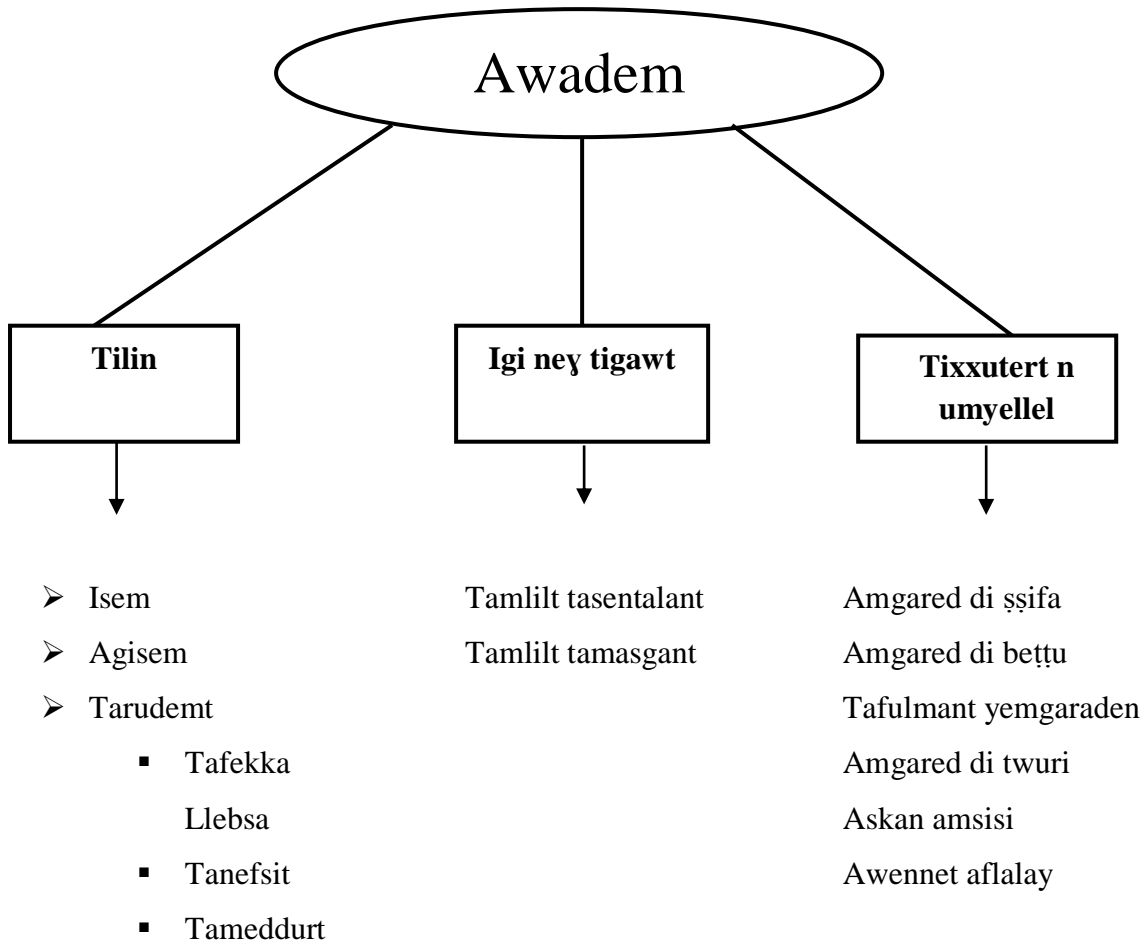 Awadem
Tilin
Igi neɣ tigawt
Tixxutert n
umyellel
➢ Isem
➢ Agisem
➢ Tarudemt
▪ Tafekka
Llebsa
▪ Tanefsit
▪ Tameddurt
Tamlilt tasentalant
Tamlilt tamasgant
Amgared di ṣṣifa
Amgared di beṭṭu
Tafulmant yemgaraden
Amgared di twuri
Askan amsisi
Awennet aflalay